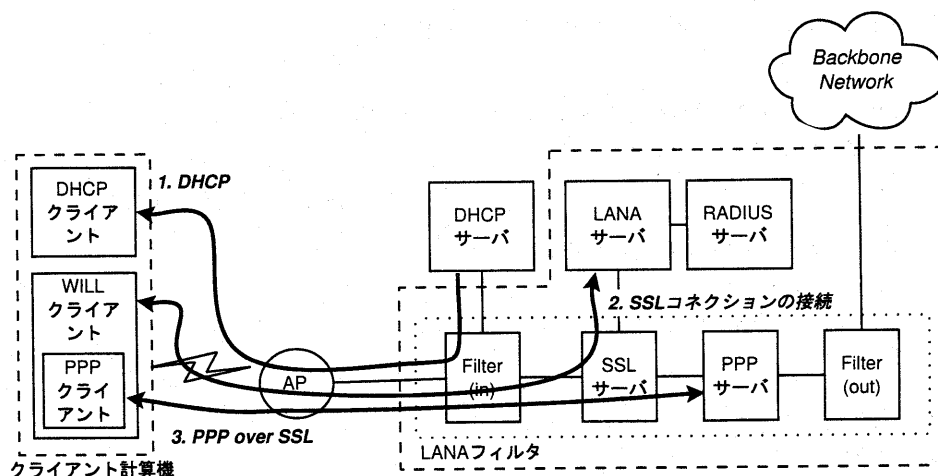 Backbone
Network
1. DHCP
DHCP
クライア
ント
DHCP
サーバ
LANA
サーバ
RADIUS
サーバ
WILL
クライア
ント
2. SSLコネクションの接続
PPP
クライ
アント
AP
Filter
(in)
SSL
サーバ
PPP
サーバ
Filter
(out)
3. PPP over SSL
LANAフィルタ
クライアント計算機